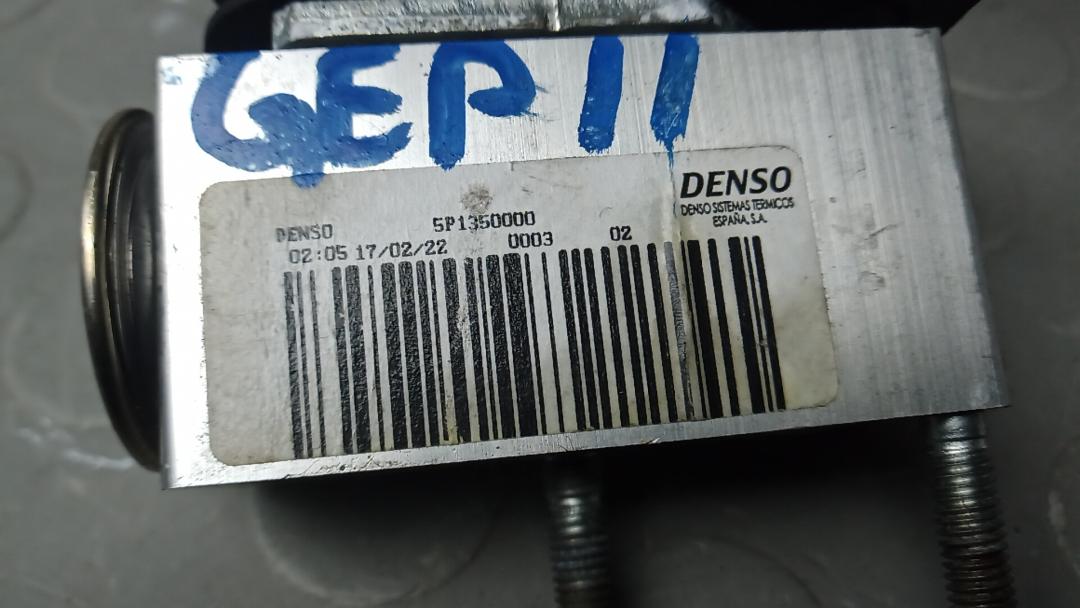 GEP11
DENSO
DENSO SISTEMAS TERMICOS
ESPAÑA, S.A.
DENSO 5P1350000
02:05 17/02/22 0003 02